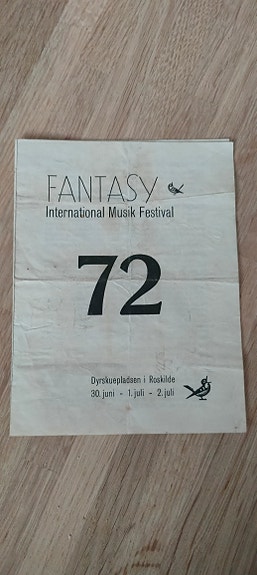 FANTASY
International Musik Festival
72
Dyrskuepladsen i Roskilde
30. juni - 1. juli - 2. juli